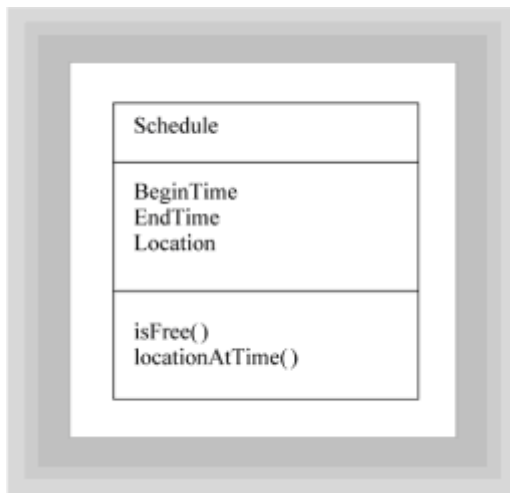 Schedule
BeginTime
EndTime
Location
isFree()
locationAtTime()